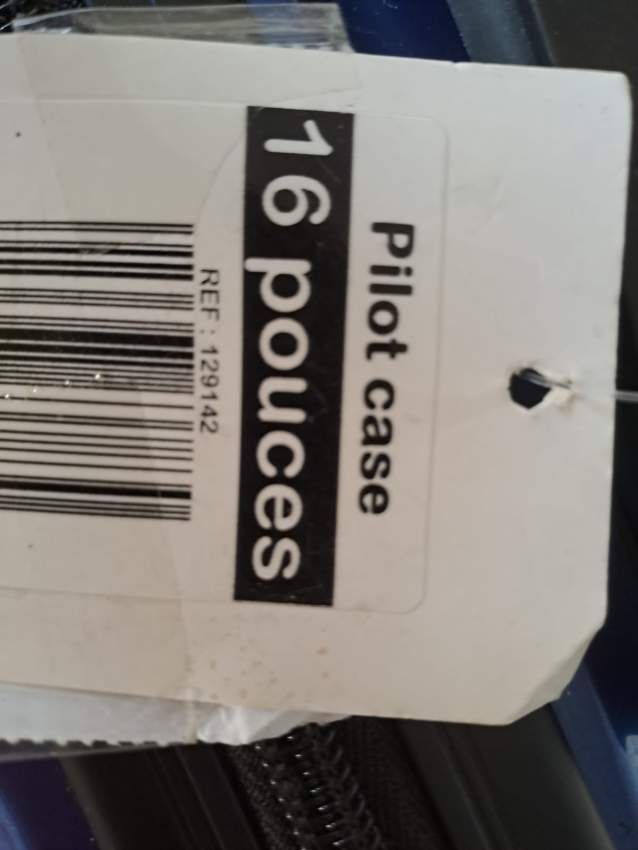 Pilot case
16 pouces
REF : 129142